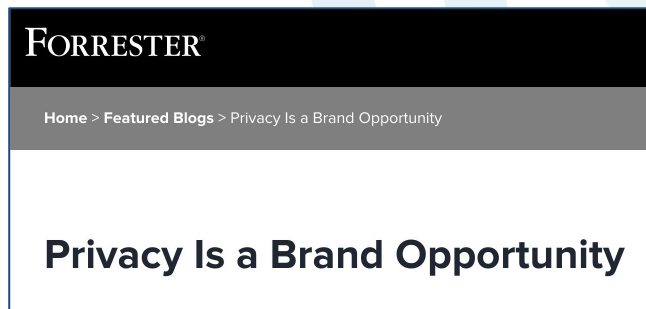 FORRESTER®
Home > Featured Blogs > Privacy Is a Brand Opportunity
Privacy Is a Brand Opportunity